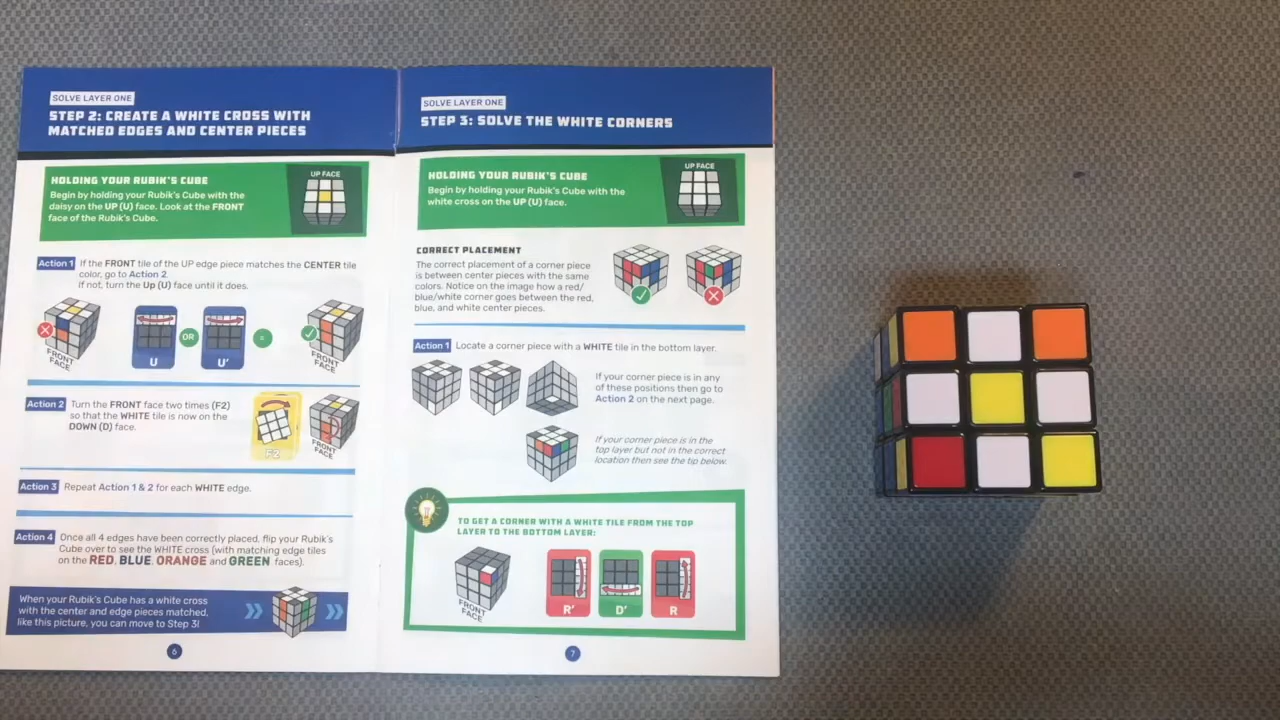 SOLVE LAYER ONE
STEP 2: CREATE A WHITE CROSS WITH
MATCHED EDGES AND CENTER PIECES
HOLDING YOUR RUBIK'S CUBE
Begin by holding your Rubik's Cube with the
daisy on the UP (U) face. Look at the FRONT
face of the Rubik's Cube.
UP FACE
Action 1 If the FRONT tile of the UP edge piece matches the CENTER tile
color, go to Action 2.
If not, turn the Up (U) face until it does.
FRONT
FACE
U
OR
U'
=
FRONT
FACE
Action 2 Turn the FRONT face two times (F2)
so that the WHITE tile is now on the
DOWN (D) face.
F2
FRONT
FACE
Action 3 Repeat Action 1 & 2 for each WHITE edge.
Action 4 Once all 4 edges have been correctly placed, flip your Rubik's
Cube over to see the WHITE cross (with matching edge tiles
on the RED, BLUE, ORANGE and GREEN faces).
When your Rubik's Cube has a white cross
with the center and edge pieces matched,
like this picture, you can move to Step 3!
6
SOLVE LAYER ONE
STEP 3: SOLVE THE WHITE CORNERS
HOLDING YOUR RUBIK'S CUBE
Begin by holding your Rubik's Cube with the
white cross on the UP (U) face.
UP FACE
CORRECT PLACEMENT
The correct placement of a corner piece
is between center pieces with the same
colors. Notice on the image how a red/
blue/white corner goes between the red,
blue, and white center pieces.
Action 1 Locate a corner piece with a WHITE tile in the bottom layer.
If your corner piece is in any
of these positions then go to
Action 2 on the next page.
If your corner piece is in the
top layer but not in the correct
location then see the tip below.
TO GET A CORNER WITH A WHITE TILE FROM THE TOP
LAYER TO THE BOTTOM LAYER:
FRONT
FACE
R'
D'
R
7